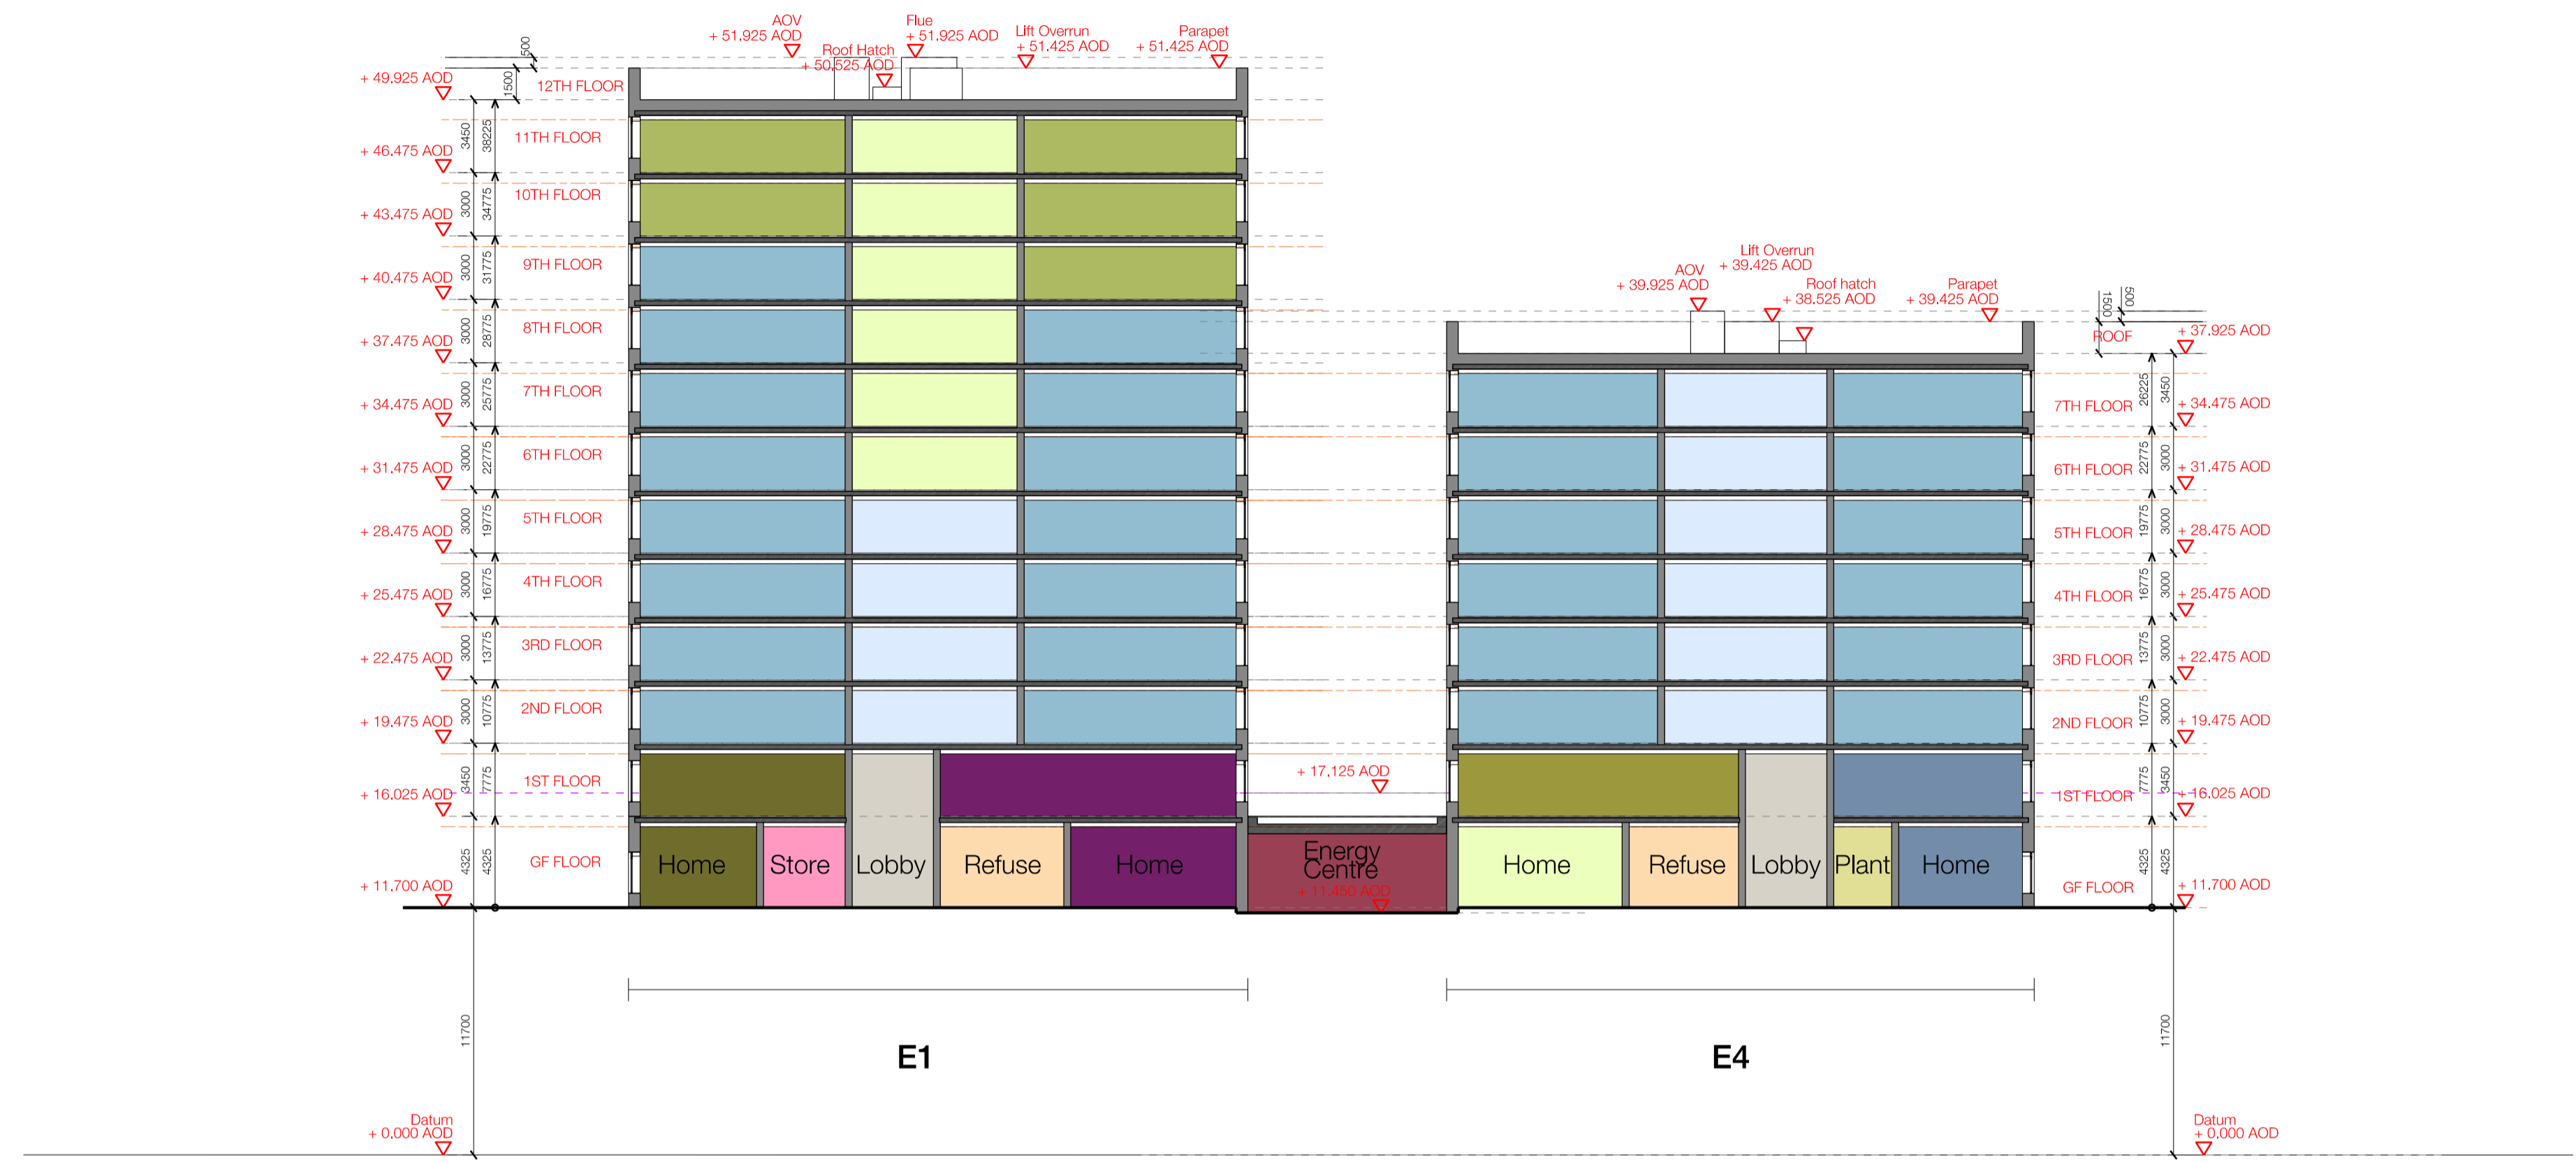 AOV
+ 51.925 AOD
Flue
+ 51.925 AOD
Roof Hatch
+ 50.525 AOD
Lift Overrun
+ 51.425 AOD
Parapet
+ 51.425 AOD
500
1500
+ 49.925 AOD
12TH FLOOR
3450
38225
11TH FLOOR
+ 46.475 AOD
3000
34775
10TH FLOOR
+ 43.475 AOD
3000
31775
9TH FLOOR
+ 40.475 AOD
3000
28775
8TH FLOOR
+ 37.475 AOD
3000
25775
7TH FLOOR
+ 34.475 AOD
3000
22775
6TH FLOOR
+ 31.475 AOD
3000
19775
5TH FLOOR
+ 28.475 AOD
3000
16775
4TH FLOOR
+ 25.475 AOD
3000
13775
3RD FLOOR
+ 22.475 AOD
3000
10775
2ND FLOOR
+ 19.475 AOD
3450
7775
1ST FLOOR
+ 16.025 AOD
4325
4325
GF FLOOR
+ 11.700 AOD
Home
Store
Lobby
Refuse
Home
+ 17.125 AOD
Energy
Centre
+ 11.450 AOD
Lift Overrun
+ 39.425 AOD
AOV
+ 39.925 AOD
Roof hatch
+ 38.525 AOD
Parapet
+ 39.425 AOD
1500
500
ROOF
+ 37.925 AOD
26225
3450
7TH FLOOR
+ 34.475 AOD
22775
3000
6TH FLOOR
+ 31.475 AOD
19775
3000
5TH FLOOR
+ 28.475 AOD
16775
3000
4TH FLOOR
+ 25.475 AOD
13775
3000
3RD FLOOR
+ 22.475 AOD
10775
3000
2ND FLOOR
+ 19.475 AOD
7775
3450
1ST FLOOR
+ 16.025 AOD
4325
4325
GF FLOOR
+ 11.700 AOD
Home
Refuse
Lobby
Plant
Home
11700
11700
E1
E4
Datum
+ 0.000 AOD
Datum
+ 0.000 AOD